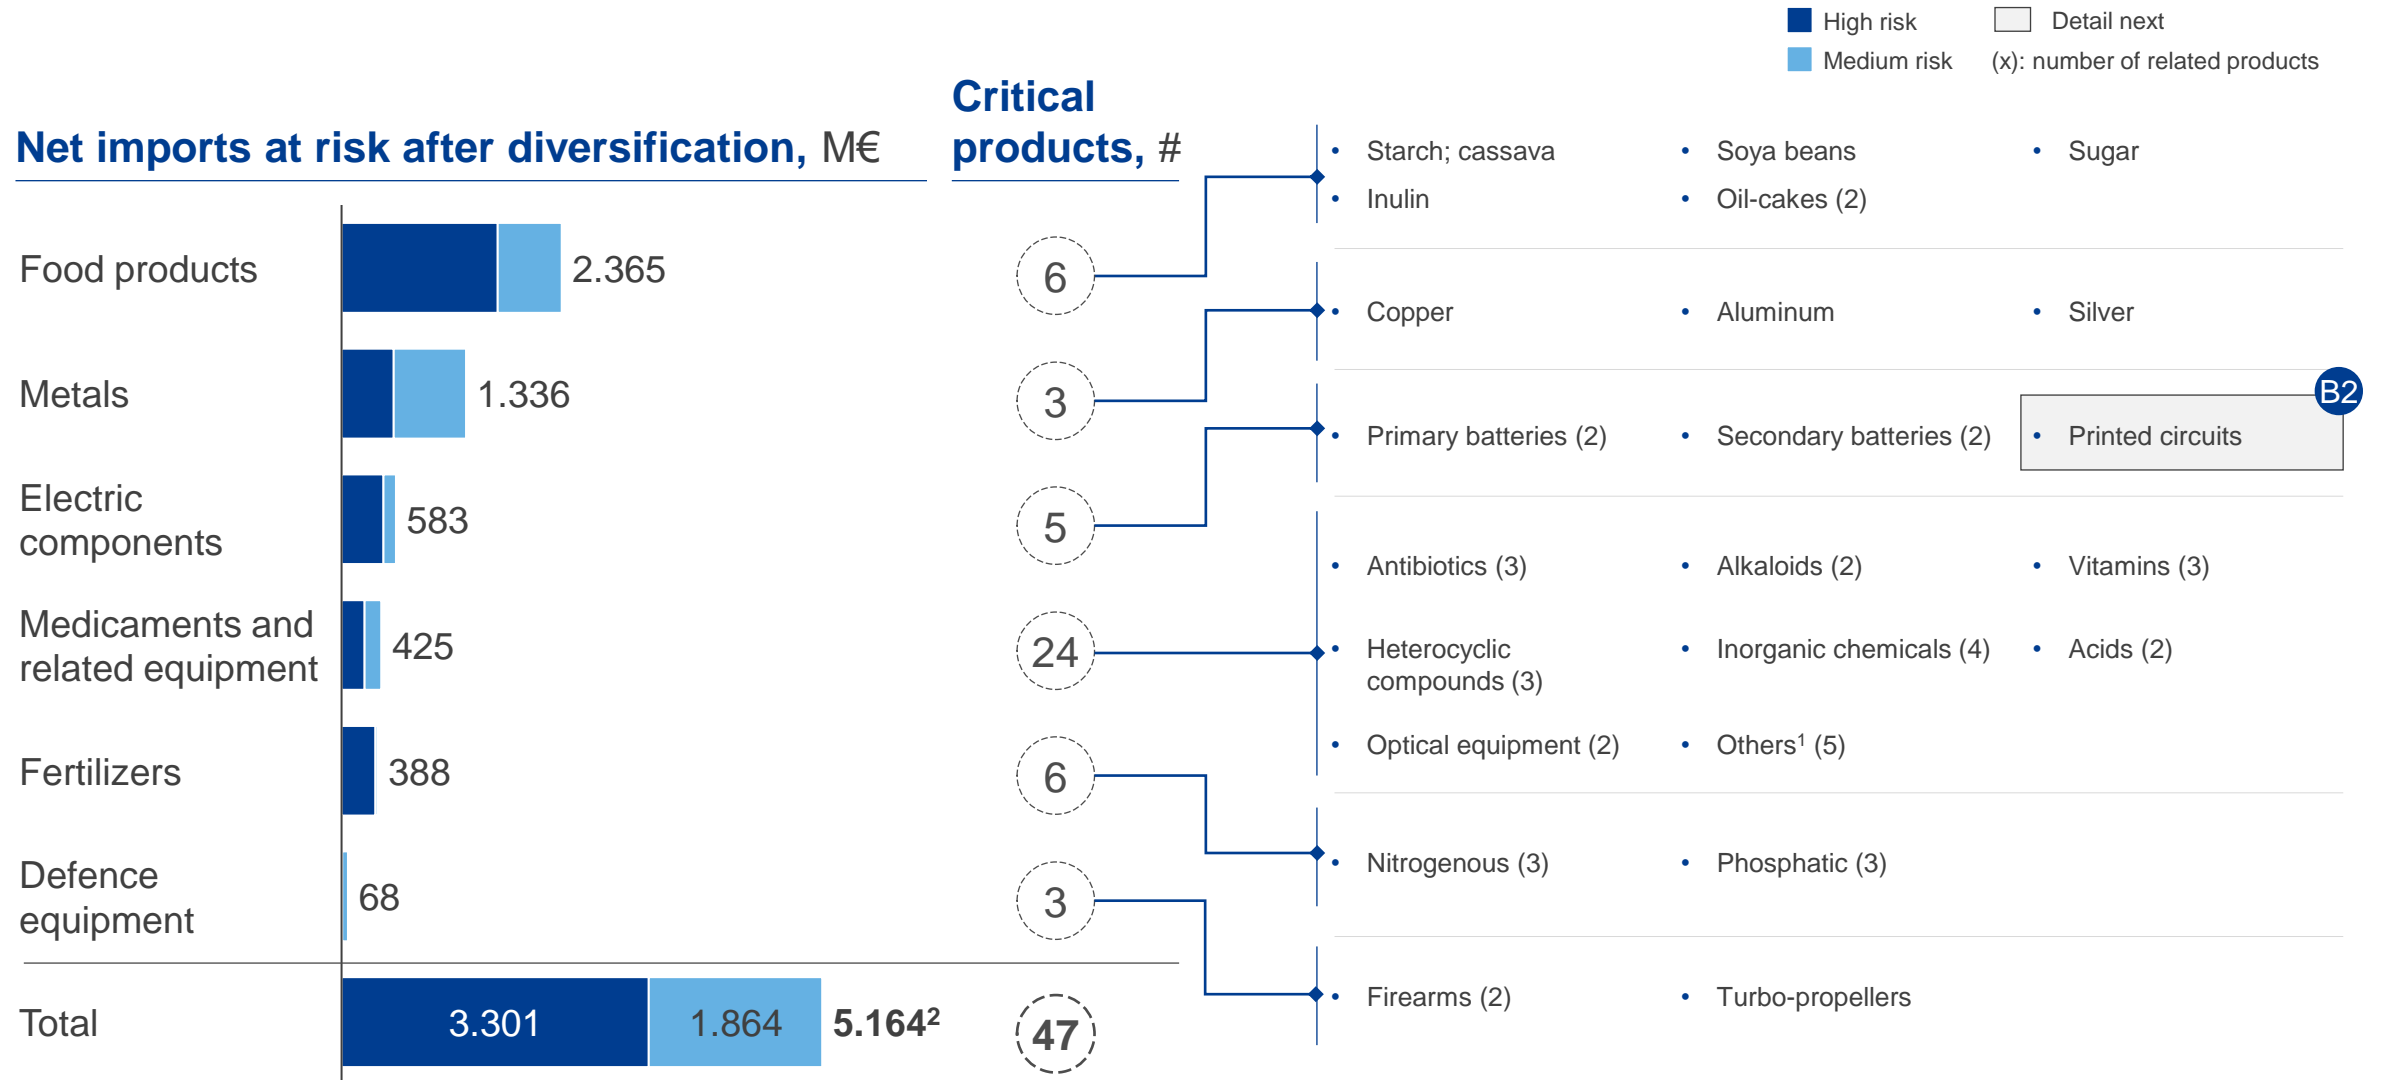 High risk
Detail next
Medium risk
(x): number of related products
Net imports at risk after diversification, M€
Critical
products, #
Food products
2.365
6
• Starch; cassava
• Soya beans
• Sugar
• Inulin
• Oil-cakes (2)
Metals
1.336
3
• Copper
• Aluminum
• Silver
Electric
components
583
5
• Primary batteries (2)
• Secondary batteries (2)
• Printed circuits
B2
Medicaments and
related equipment
425
24
• Antibiotics (3)
• Alkaloids (2)
• Vitamins (3)
• Heterocyclic
compounds (3)
• Inorganic chemicals (4)
• Acids (2)
• Optical equipment (2)
• Others¹ (5)
Fertilizers
388
6
• Nitrogenous (3)
• Phosphatic (3)
Defence
equipment
68
3
• Firearms (2)
• Turbo-propellers
Total
3.301
1.864
5.164²
47